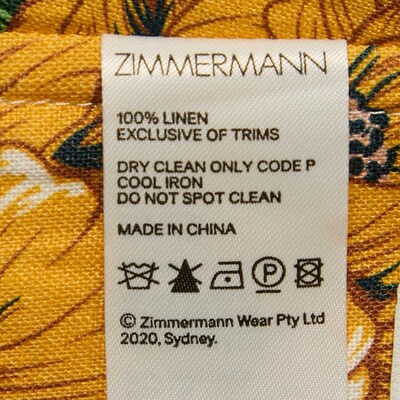 ZIMMERMANN
100% LINEN
EXCLUSIVE OF TRIMS
DRY CLEAN ONLY CODE P
COOL IRON
DO NOT SPOT CLEAN
MADE IN CHINA
P
© Zimmermann Wear Pty Ltd
2020, Sydney.